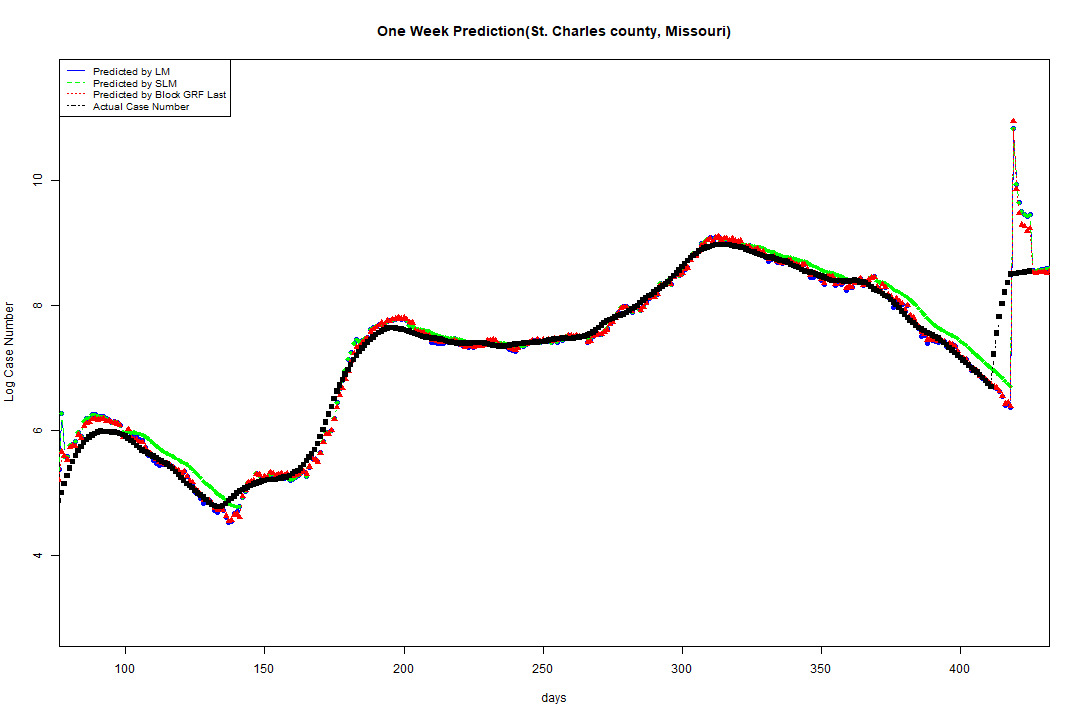 One Week Prediction(St. Charles county, Missouri)
Predicted by LM
Predicted by SLM
Predicted by Block GRF Last
Actual Case Number
Log Case Number
10
8
6
4
100 150 200 250 300 350 400
days